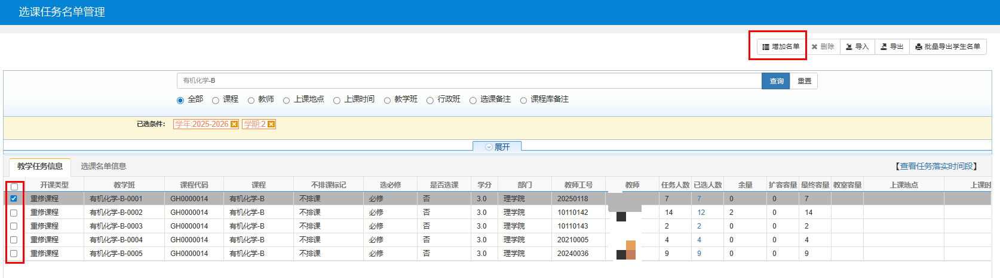 选课任务名单管理
增加名单 删除 导入 导出 批量导出学生名单
有机化学-B 查询 重置
全部 课程 教师 上课地点 上课时间 教学班 行政班 选课备注 课程库备注
已选条件： 学年:2025-2026 学期:2
展开
教学任务信息 选课名单信息 【查看任务落实时间段】
开课类型 教学班 课程代码 课程 不排课标记 选必修 是否选课 学分 部门 教师工号 教师 任务人数 已选人数 余量 扩容容量 最终容量 教室容量 上课地点 上课时
重修课程 有机化学-B-0001 GH0000014 有机化学-B 不排课 必修 否 3.0 理学院 20250118 7 7 0 0 7
重修课程 有机化学-B-0002 GH0000014 有机化学-B 不排课 必修 否 3.0 理学院 10110142 14 12 2 0 14
重修课程 有机化学-B-0003 GH0000014 有机化学-B 不排课 必修 否 3.0 理学院 10110143 2 2 0 0 2
重修课程 有机化学-B-0004 GH0000014 有机化学-B 不排课 必修 否 3.0 理学院 20210005 4 4 0 0 4
重修课程 有机化学-B-0005 GH0000014 有机化学-B 不排课 必修 否 3.0 理学院 20240036 9 9 0 0 9